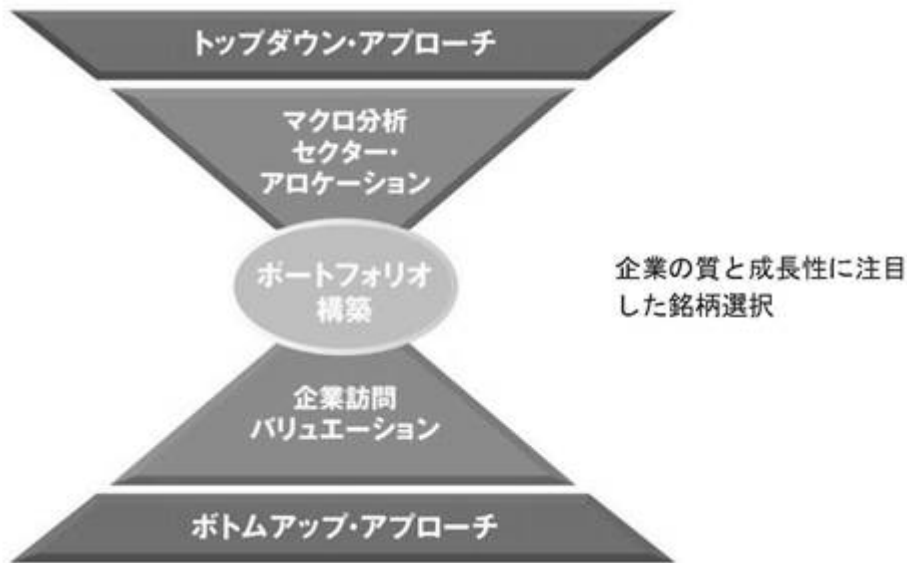 トップダウン・アプローチ
マクロ分析
セクター・
アロケーション
ポートフォリオ
構築
企業の質と成長性に注目
した銘柄選択
企業訪問
バリュエーション
ボトムアップ・アプローチ